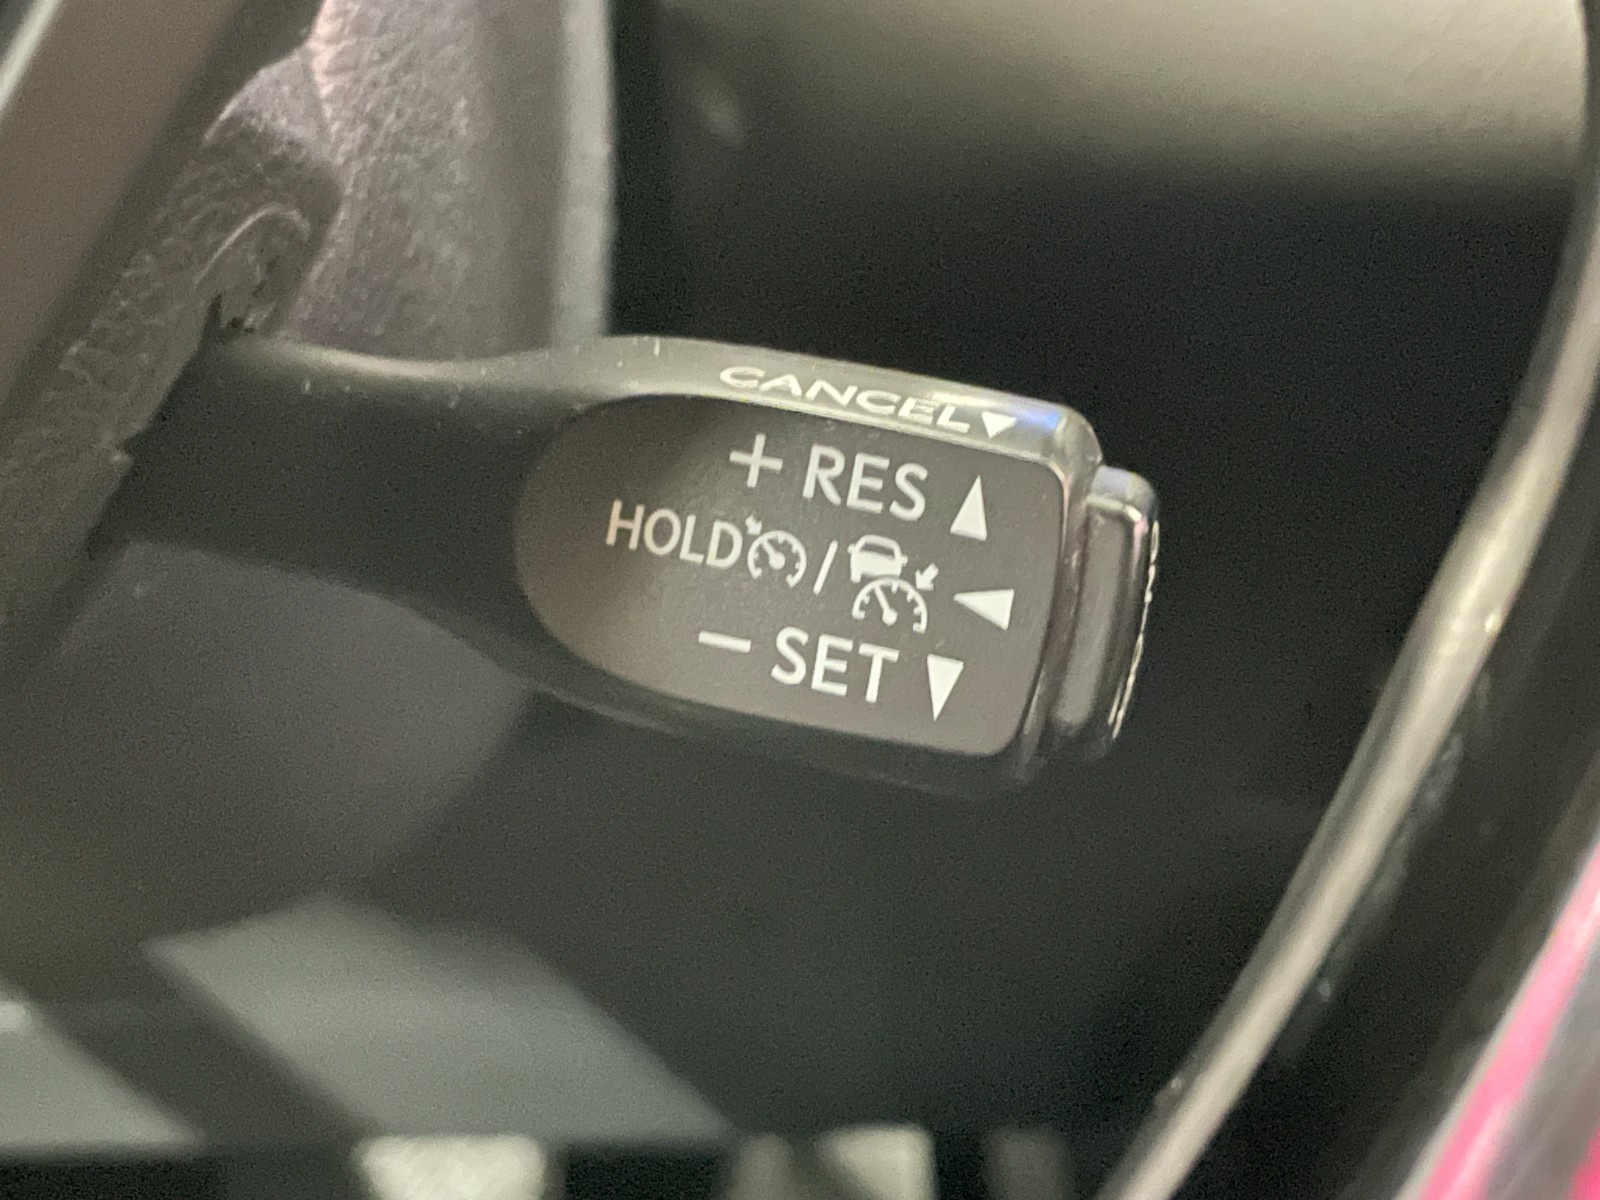 CANCEL▼
+ RES ▲
HOLD / ◀
− SET ▼